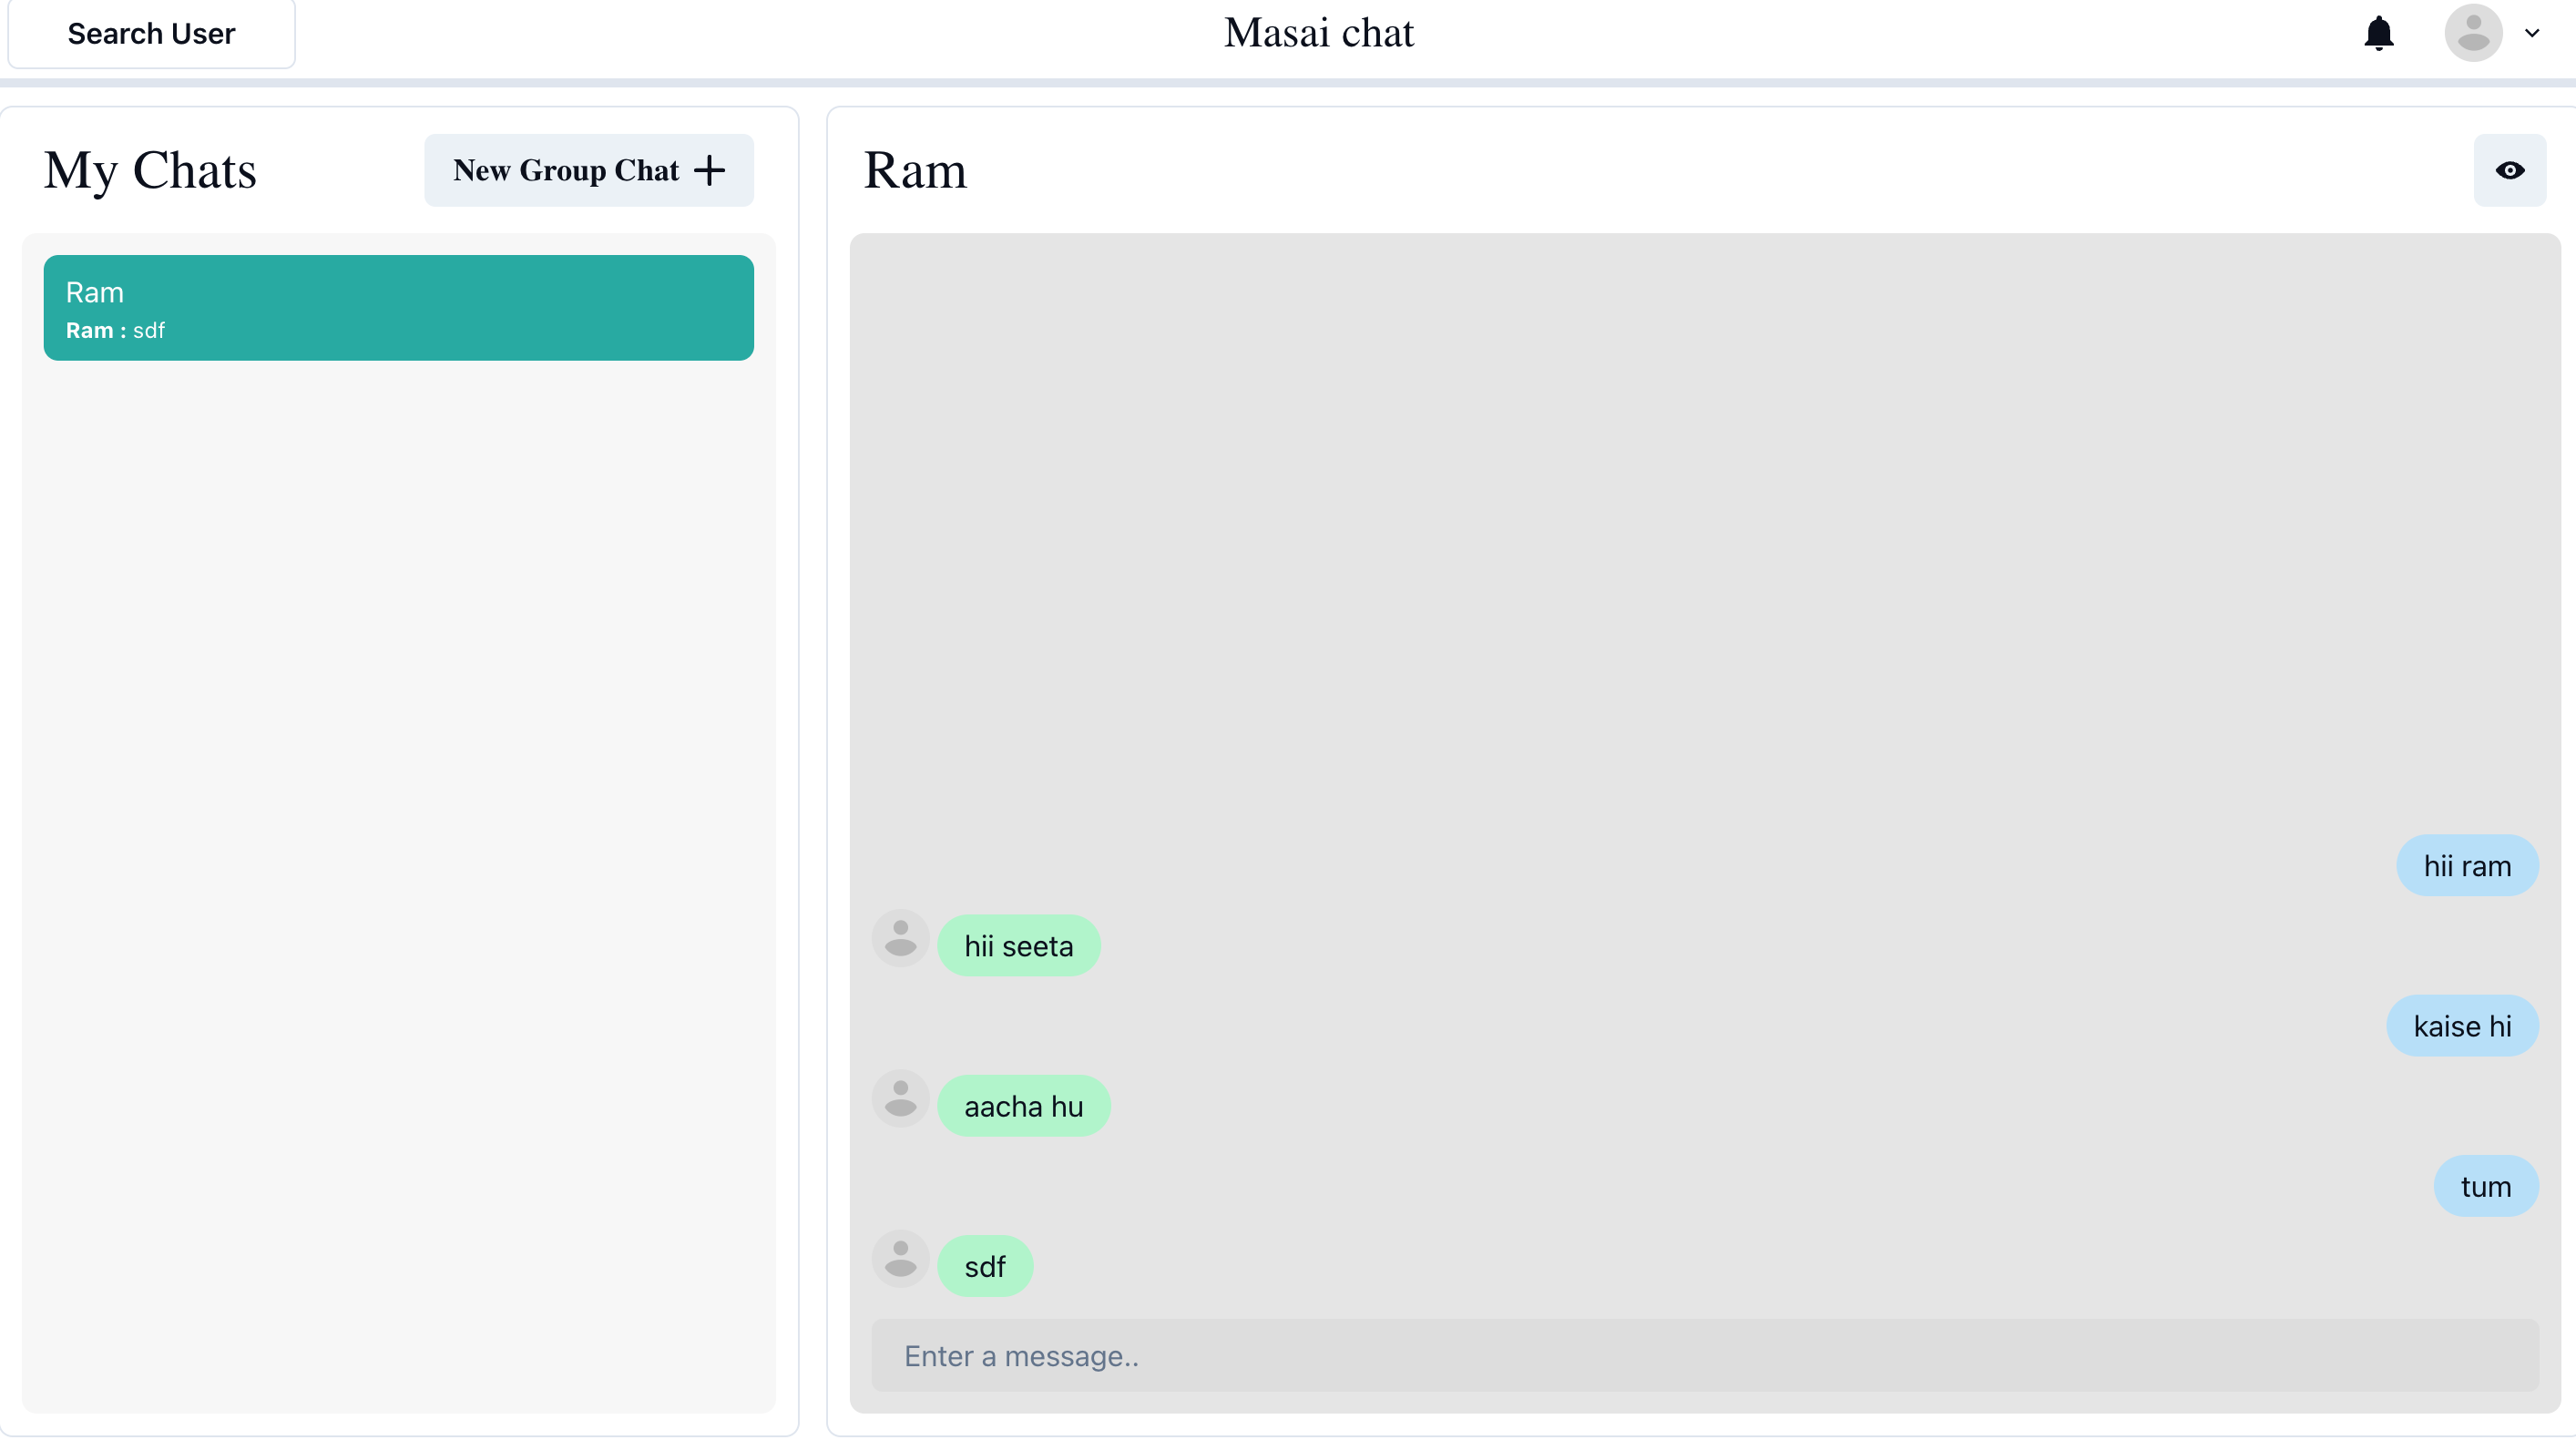 Search User
Masai chat
My Chats
New Group Chat
Ram
Ram : sdf
Ram
hii ram
hii seeta
kaise hi
aacha hu
tum
sdf
Enter a message..